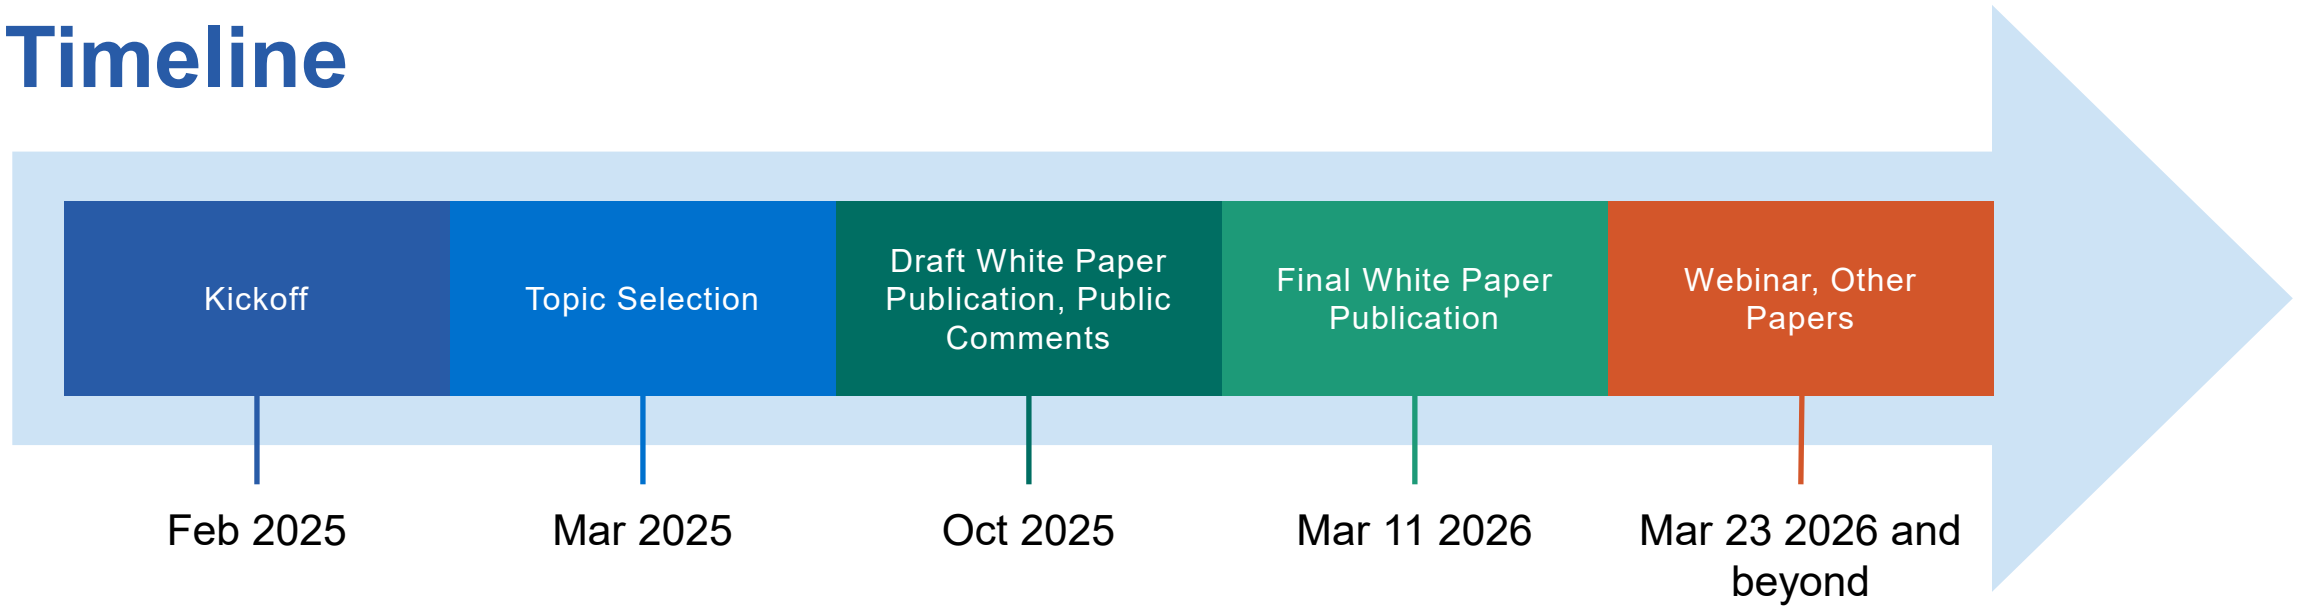 Timeline
Kickoff
Topic Selection
Draft White Paper
Publication, Public
Comments
Final White Paper
Publication
Webinar, Other
Papers
Feb 2025
Mar 2025
Oct 2025
Mar 11 2026
Mar 23 2026 and
beyond